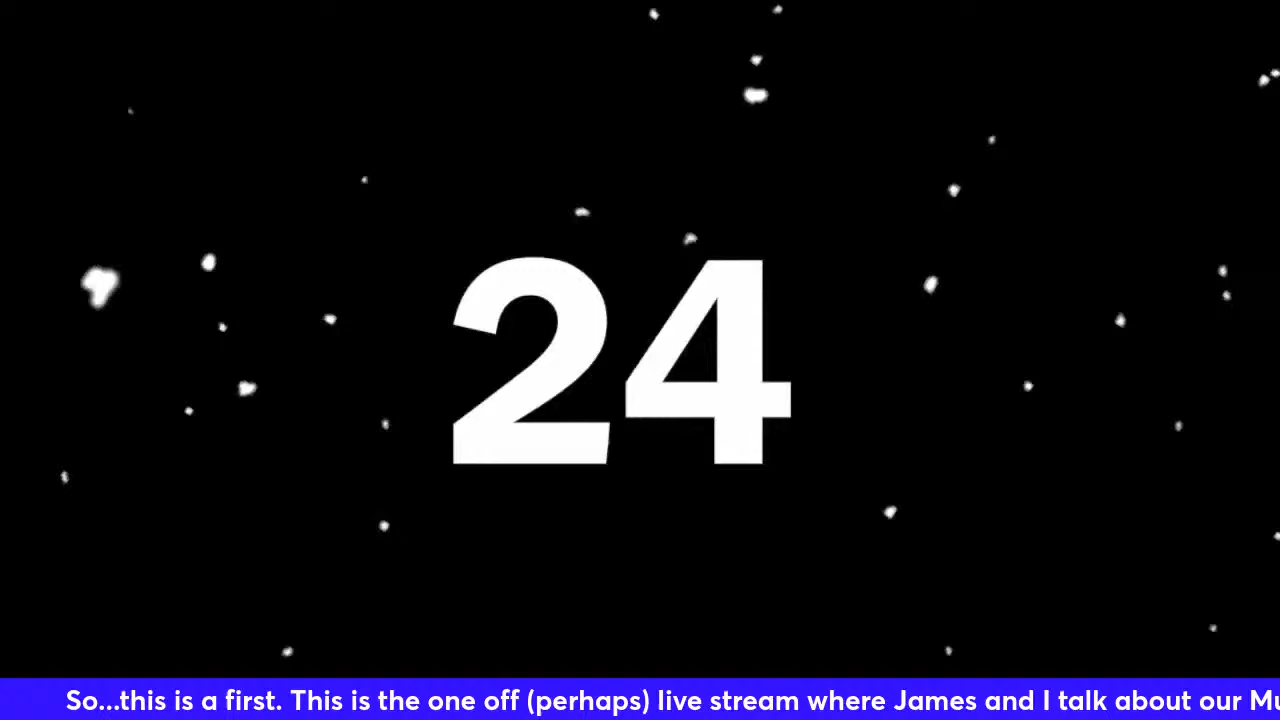 24
So...this is a first. This is the one off (perhaps) live stream where James and I talk about our